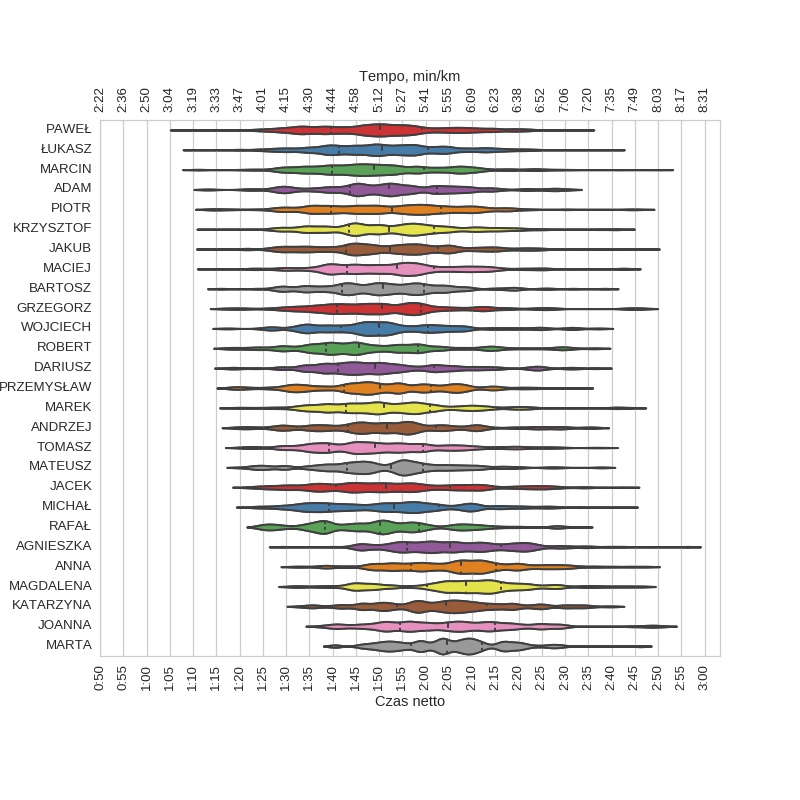 Tempo, min/km
2:22 2:36 2:50 3:04 3:19 3:33 3:47 4:01 4:15 4:30 4:44 4:58 5:12 5:27 5:41 5:55 6:09 6:23 6:38 6:52 7:06 7:20 7:35 7:49 8:03 8:17 8:31
PAWEŁ
ŁUKASZ
MARCIN
ADAM
PIOTR
KRZYSZTOF
JAKUB
MACIEJ
BARTOSZ
GRZEGORZ
WOJCIECH
ROBERT
DARIUSZ
PRZEMYSŁAW
MAREK
ANDRZEJ
TOMASZ
MATEUSZ
JACEK
MICHAŁ
RAFAŁ
AGNIESZKA
ANNA
MAGDALENA
KATARZYNA
JOANNA
MARTA
0:50 0:55 1:00 1:05 1:10 1:15 1:20 1:25 1:30 1:35 1:40 1:45 1:50 1:55 2:00 2:05 2:10 2:15 2:20 2:25 2:30 2:35 2:40 2:45 2:50 2:55 3:00
Czas netto